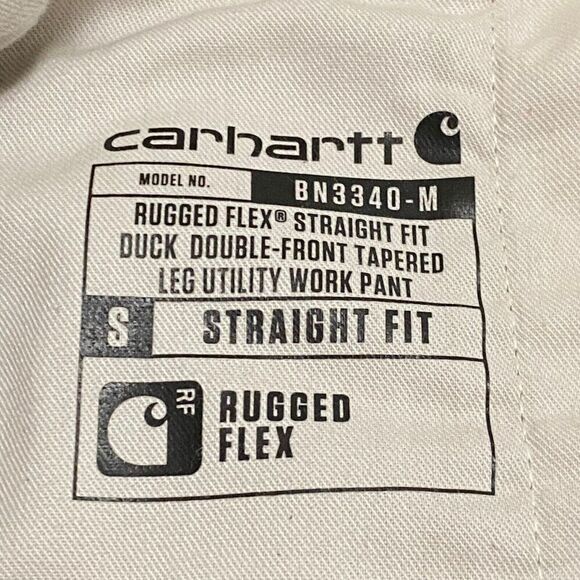 carhartt
MODEL NO. BN3340-M
RUGGED FLEX® STRAIGHT FIT
DUCK DOUBLE-FRONT TAPERED
LEG UTILITY WORK PANT
S STRAIGHT FIT
RF
RUGGED
FLEX